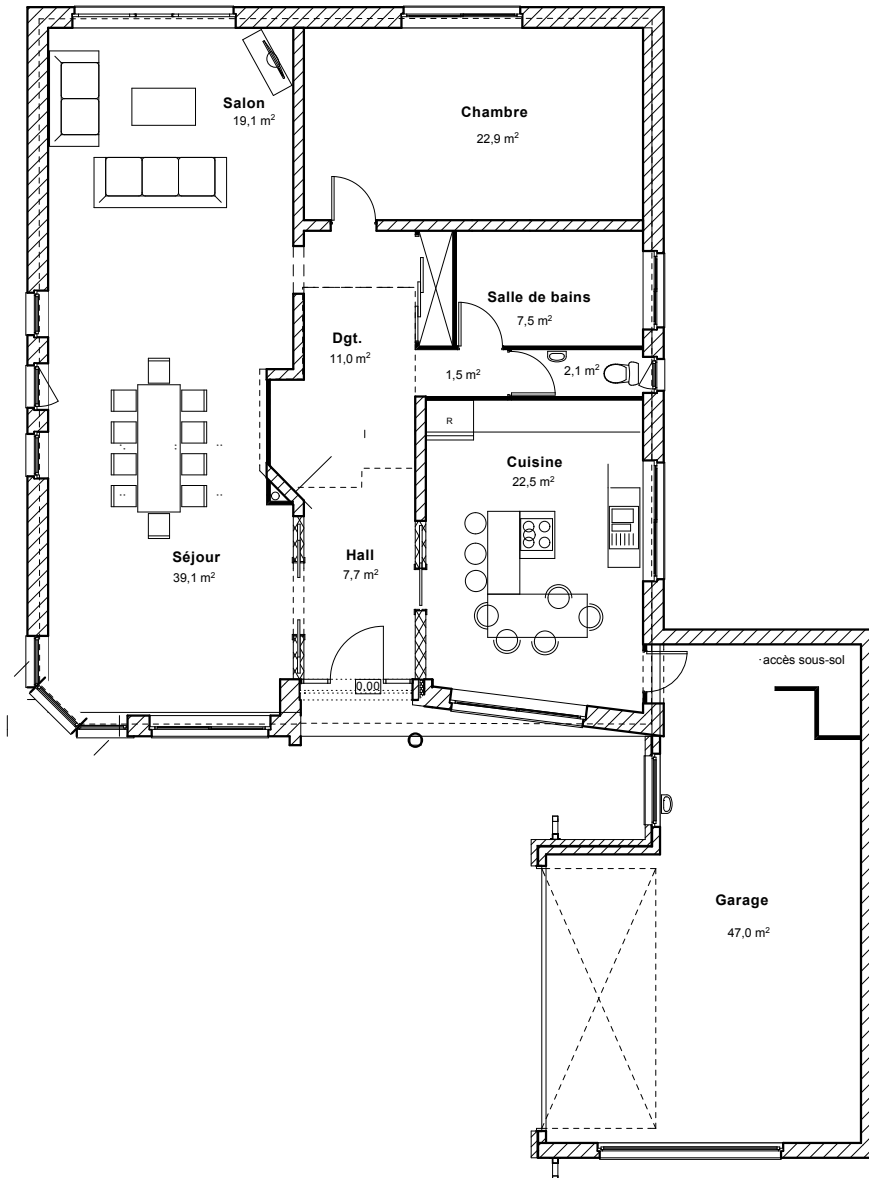 Salon
19,1 m²
Chambre
22,9 m²
Salle de bains
7,5 m²
Dgt.
11,0 m²
1,5 m²
2,1 m²
R
Cuisine
22,5 m²
Séjour
39,1 m²
Hall
7,7 m²
accès sous-sol
0,00
Garage
47,0 m²